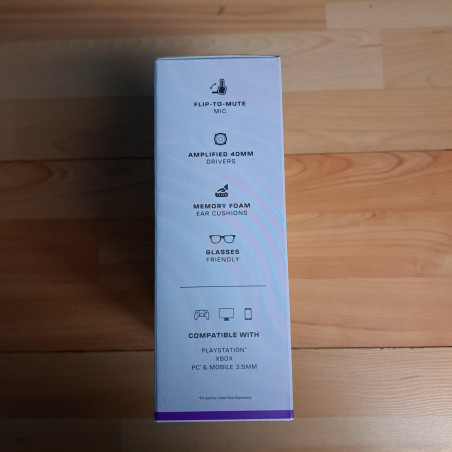 FLIP-TO-MUTE
MIC
AMPLIFIED 40MM
DRIVERS
MEMORY FOAM
EAR CUSHIONS
GLASSES
FRIENDLY
COMPATIBLE WITH
PLAYSTATION*
XBOX
PC* & MOBILE 3.5MM